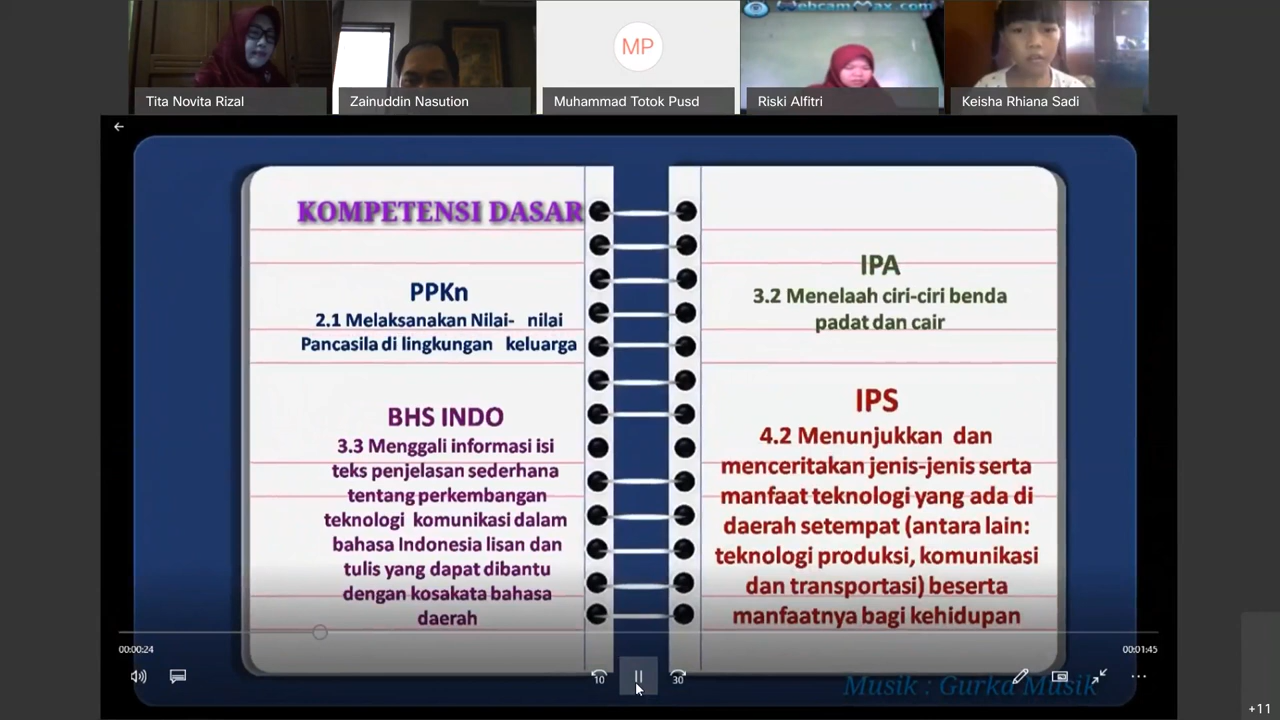 WebcamMax.com
MP
Tita Novita Rizal
Zainuddin Nasution
Muhammad Totok Pusd
Riski Alfitri
Keisha Rhiana Sadi
KOMPETENSI DASAR
PPKn
2.1 Melaksanakan Nilai- nilai
Pancasila di lingkungan keluarga
BHS INDO
3.3 Menggali informasi isi
teks penjelasan sederhana
tentang perkembangan
teknologi komunikasi dalam
bahasa Indonesia lisan dan
tulis yang dapat dibantu
dengan kosakata bahasa
daerah
IPA
3.2 Menelaah ciri-ciri benda
padat dan cair
IPS
4.2 Menunjukkan dan
menceritakan jenis-jenis serta
manfaat teknologi yang ada di
daerah setempat (antara lain:
teknologi produksi, komunikasi
dan transportasi) beserta
manfaatnya bagi kehidupan
00:00:24
00:01:45
10
30
Musik : Gurka Musik
+11